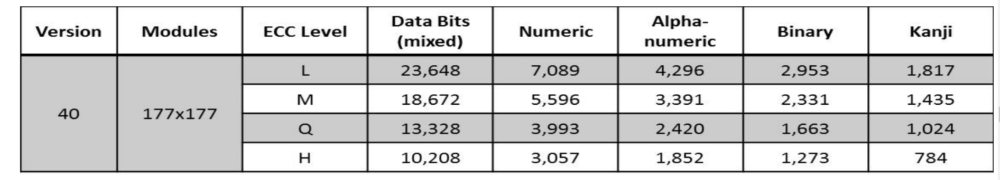 Version Modules ECC Level Data Bits (mixed) Numeric Alpha-numeric Binary Kanji
40 177x177 L 23,648 7,089 4,296 2,953 1,817
M 18,672 5,596 3,391 2,331 1,435
Q 13,328 3,993 2,420 1,663 1,024
H 10,208 3,057 1,852 1,273 784